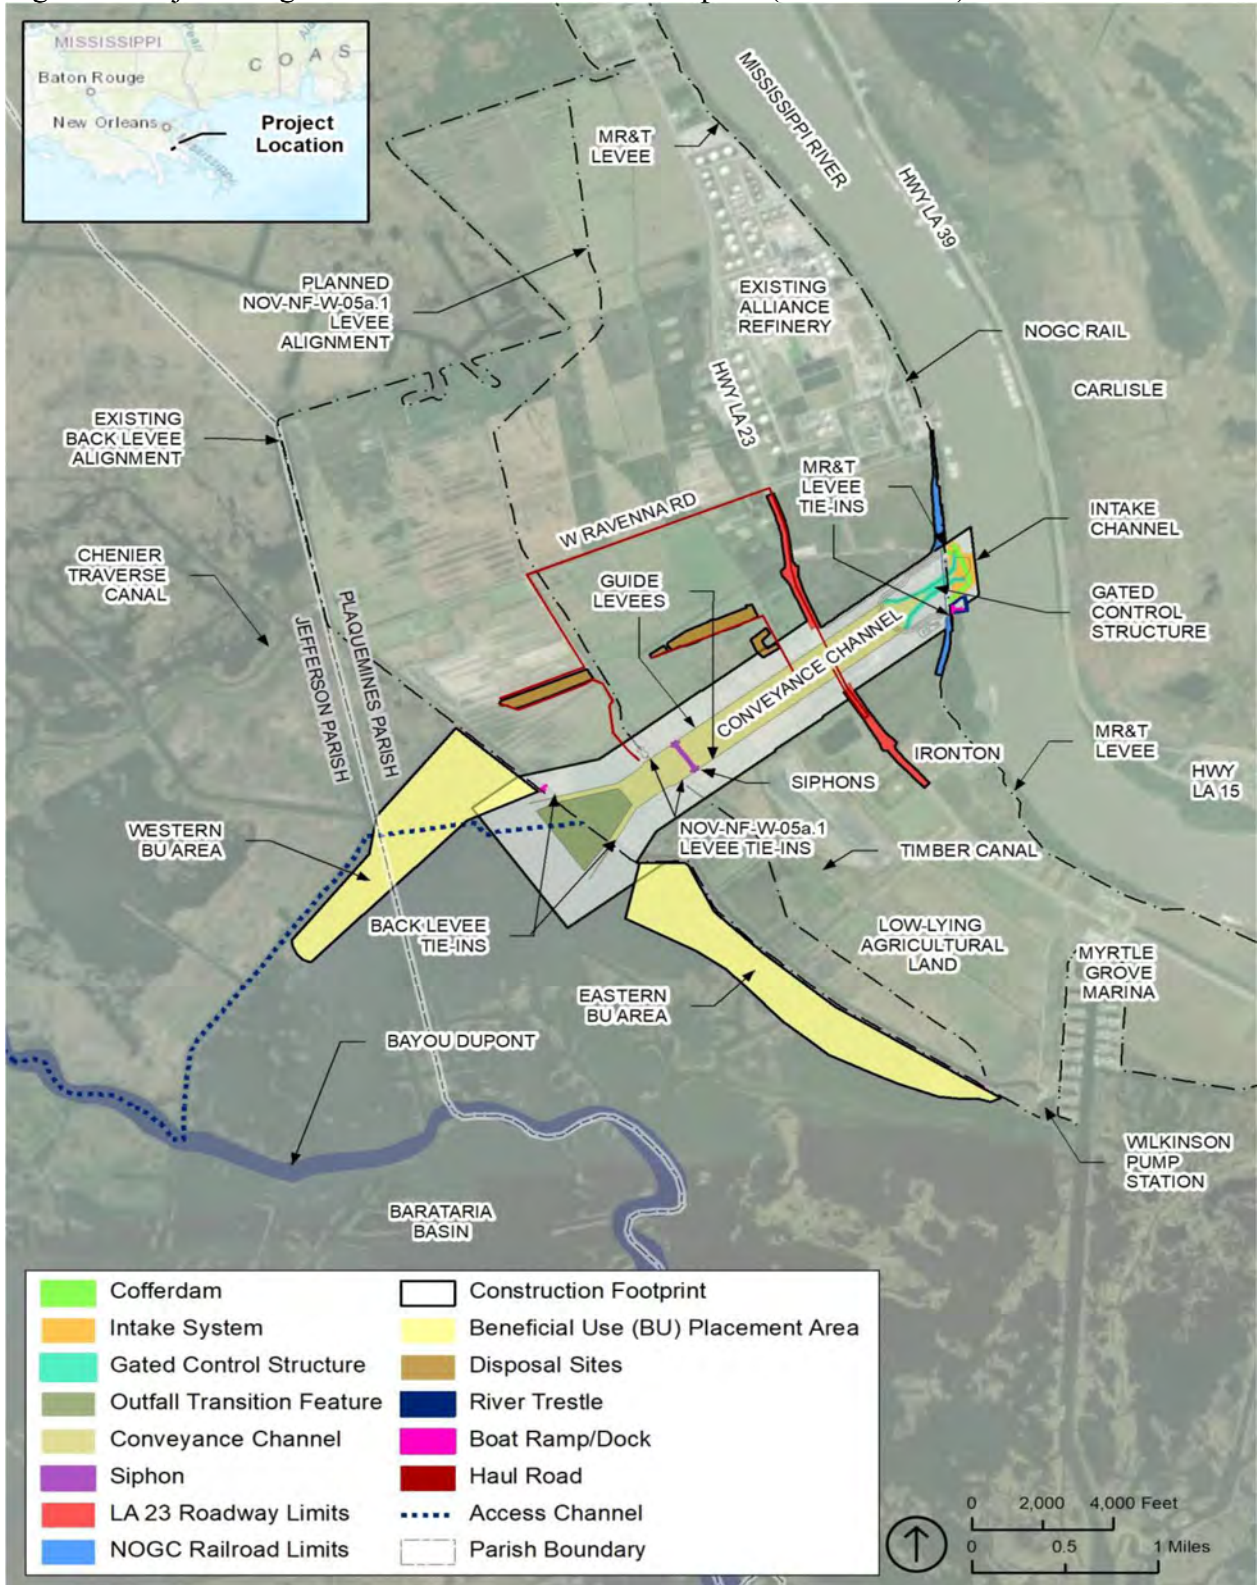 MISSISSIPPI
Pearl
COAS
Baton Rouge
New Orleans
Mississippi
Project
Location
MR&T
LEVEE
MISSISSIPPI RIVER
HWY LA 39
PLANNED
NOV-NF-W-05a.1
LEVEE
ALIGNMENT
EXISTING
ALLIANCE
REFINERY
NOGC RAIL
HWY LA 23
CARLISLE
EXISTING
BACK LEVEE
ALIGNMENT
MR&T
LEVEE
TIE-INS
W RAVENNA RD
INTAKE
CHANNEL
CHENIER
TRAVERSE
CANAL
GUIDE
LEVEES
GATED
CONTROL
STRUCTURE
PLAQUEMINES PARISH
JEFFERSON PARISH
CONVEYANCE CHANNEL
IRONTON
MR&T
LEVEE
HWY
LA 15
SIPHONS
WESTERN
BU AREA
NOV-NF-W-05a.1
LEVEE TIE-INS
TIMBER CANAL
BACK LEVEE
TIE-INS
LOW-LYING
AGRICULTURAL
LAND
MYRTLE
GROVE
MARINA
EASTERN
BU AREA
BAYOU DUPONT
WILKINSON
PUMP
STATION
BARATARIA
BASIN
Cofferdam
Intake System
Gated Control Structure
Outfall Transition Feature
Conveyance Channel
Siphon
LA 23 Roadway Limits
NOGC Railroad Limits
Construction Footprint
Beneficial Use (BU) Placement Area
Disposal Sites
River Trestle
Boat Ramp/Dock
Haul Road
Access Channel
Parish Boundary
0 2,000 4,000 Feet
0 0.5 1 Miles